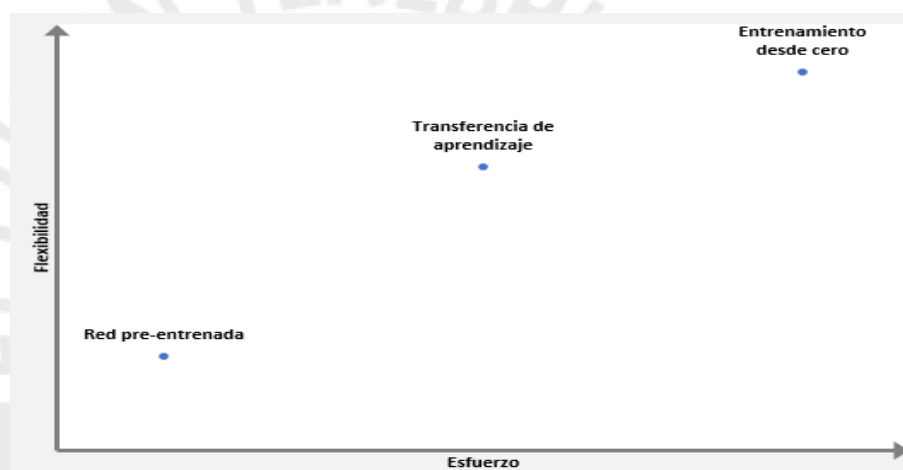 Entrenamiento
desde cero
Transferencia de
aprendizaje
Flexibilidad
Red pre-entrenada
Esfuerzo